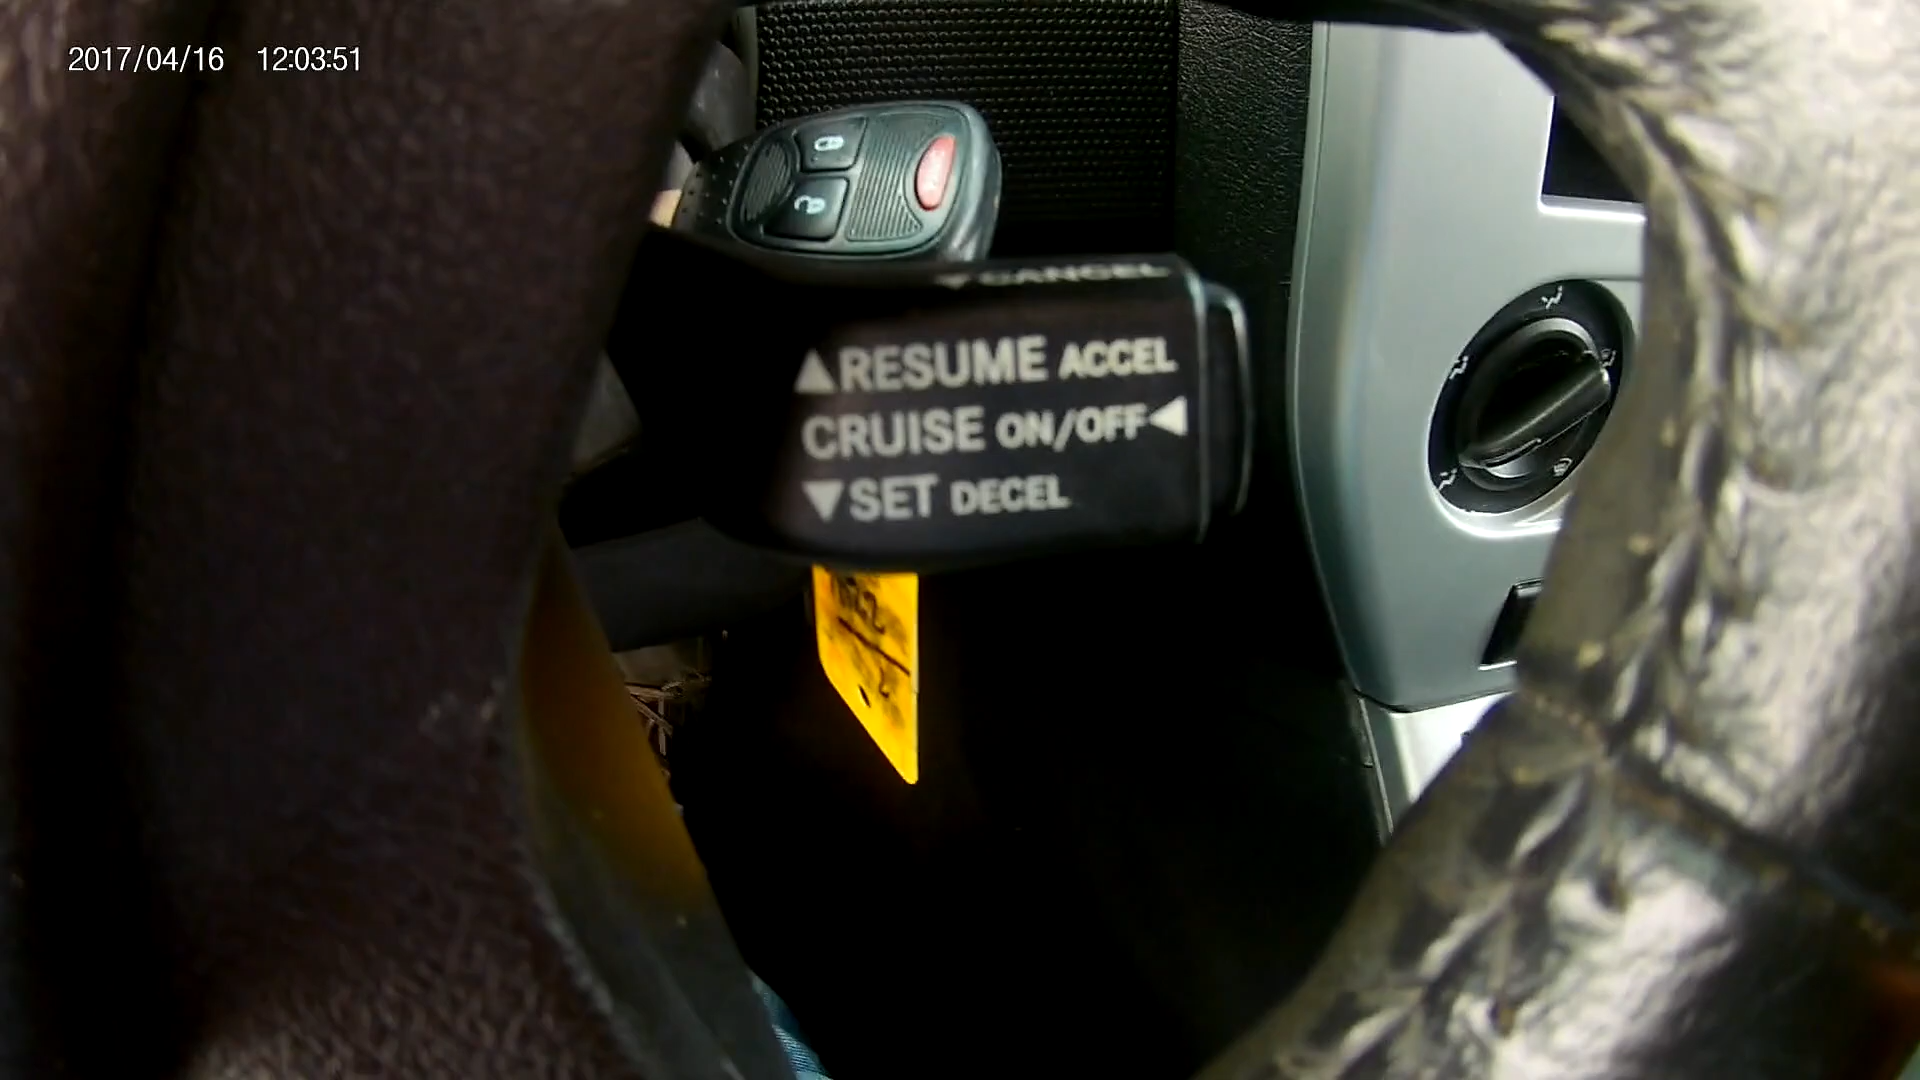 2017/04/16 12:03:51
▼CANCEL
▲RESUME ACCEL
CRUISE ON/OFF◀
▼SET DECEL